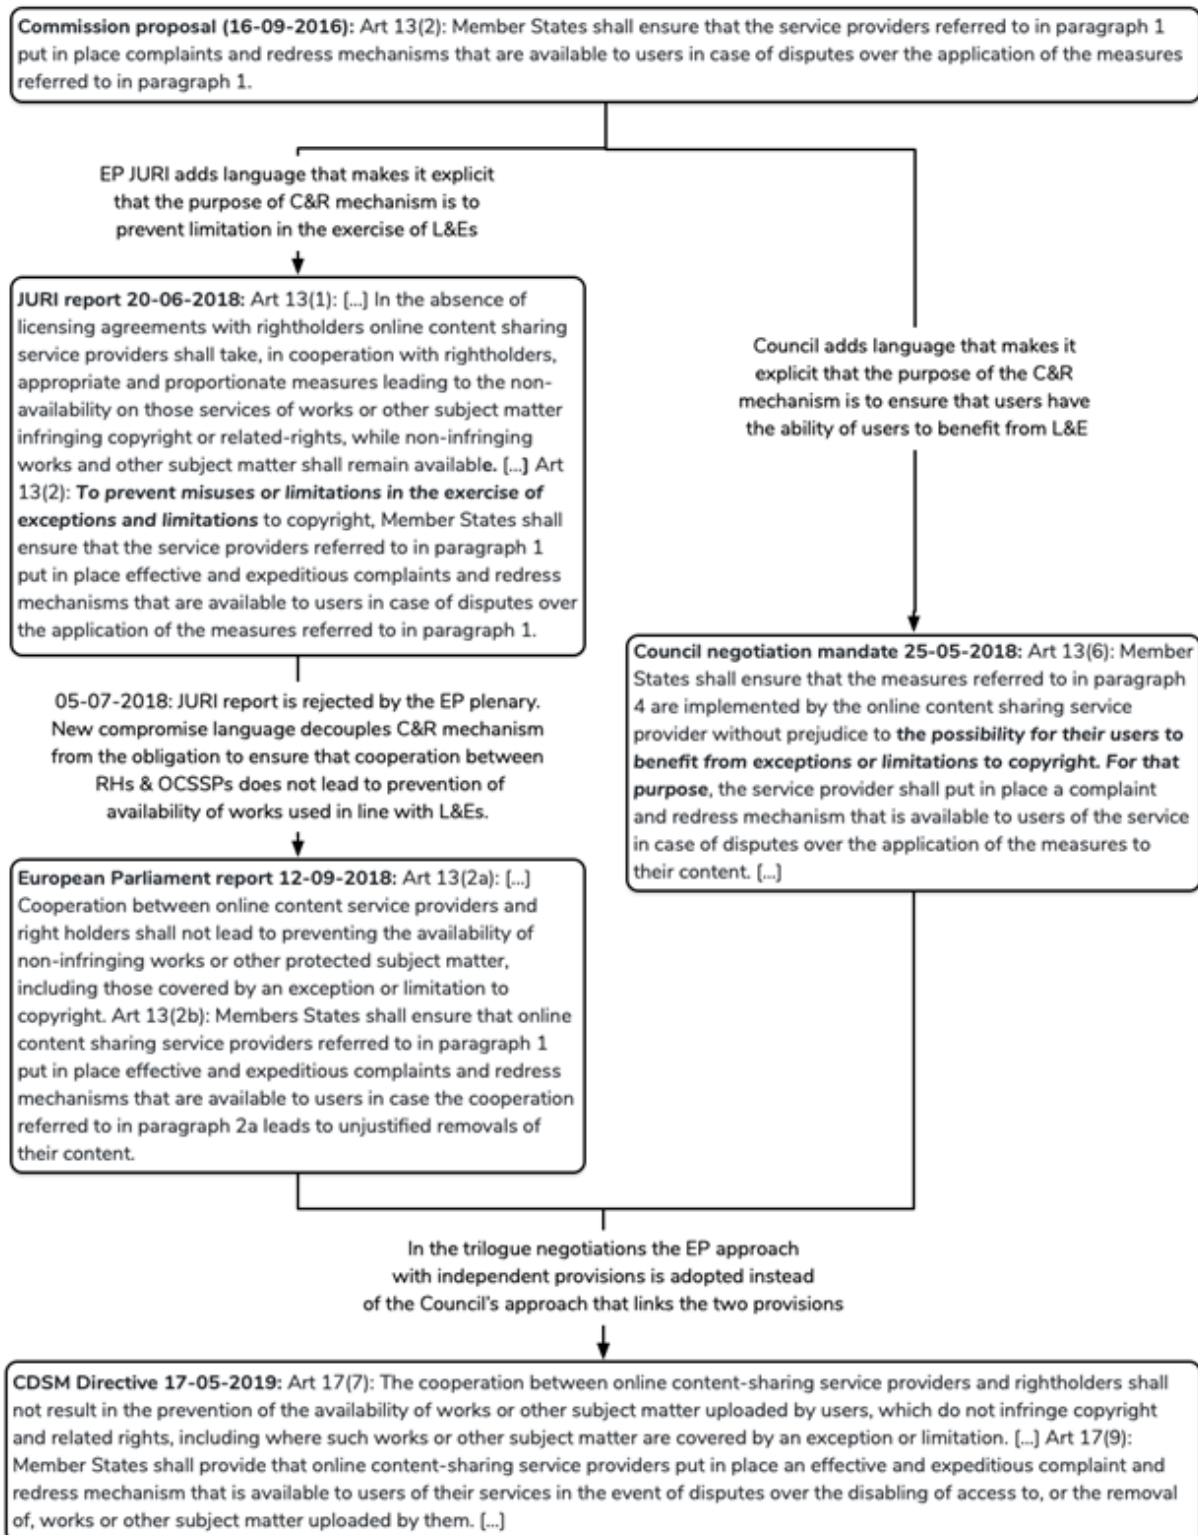 Commission proposal (16-09-2016): Art 13(2): Member States shall ensure that the service providers referred to in paragraph 1
put in place complaints and redress mechanisms that are available to users in case of disputes over the application of the measures
referred to in paragraph 1.
EP JURI adds language that makes it explicit
that the purpose of C&R mechanism is to
prevent limitation in the exercise of L&Es
JURI report 20-06-2018: Art 13(1): [...] In the absence of
licensing agreements with rightholders online content sharing
service providers shall take, in cooperation with rightholders,
appropriate and proportionate measures leading to the non-
availability on those services of works or other subject matter
infringing copyright or related-rights, while non-infringing
works and other subject matter shall remain available. [...] Art
13(2): To prevent misuses or limitations in the exercise of
exceptions and limitations to copyright, Member States shall
ensure that the service providers referred to in paragraph 1
put in place effective and expeditious complaints and redress
mechanisms that are available to users in case of disputes over
the application of the measures referred to in paragraph 1.
05-07-2018: JURI report is rejected by the EP plenary.
New compromise language decouples C&R mechanism
from the obligation to ensure that cooperation between
RHs & OCSSPs does not lead to prevention of
availability of works used in line with L&Es.
European Parliament report 12-09-2018: Art 13(2a): [...]
Cooperation between online content service providers and
right holders shall not lead to preventing the availability of
non-infringing works or other protected subject matter,
including those covered by an exception or limitation to
copyright. Art 13(2b): Members States shall ensure that online
content sharing service providers referred to in paragraph 1
put in place effective and expeditious complaints and redress
mechanisms that are available to users in case the cooperation
referred to in paragraph 2a leads to unjustified removals of
their content.
Council adds language that makes it
explicit that the purpose of the C&R
mechanism is to ensure that users have
the ability of users to benefit from L&E
Council negotiation mandate 25-05-2018: Art 13(6): Member
States shall ensure that the measures referred to in paragraph
4 are implemented by the online content sharing service
provider without prejudice to the possibility for their users to
benefit from exceptions or limitations to copyright. For that
purpose, the service provider shall put in place a complaint
and redress mechanism that is available to users of the service
in case of disputes over the application of the measures to
their content. [...]
In the trilogue negotiations the EP approach
with independent provisions is adopted instead
of the Council's approach that links the two provisions
CDSM Directive 17-05-2019: Art 17(7): The cooperation between online content-sharing service providers and rightholders shall
not result in the prevention of the availability of works or other subject matter uploaded by users, which do not infringe copyright
and related rights, including where such works or other subject matter are covered by an exception or limitation. [...] Art 17(9):
Member States shall provide that online content-sharing service providers put in place an effective and expeditious complaint and
redress mechanism that is available to users of their services in the event of disputes over the disabling of access to, or the removal
of, works or other subject matter uploaded by them. [...]